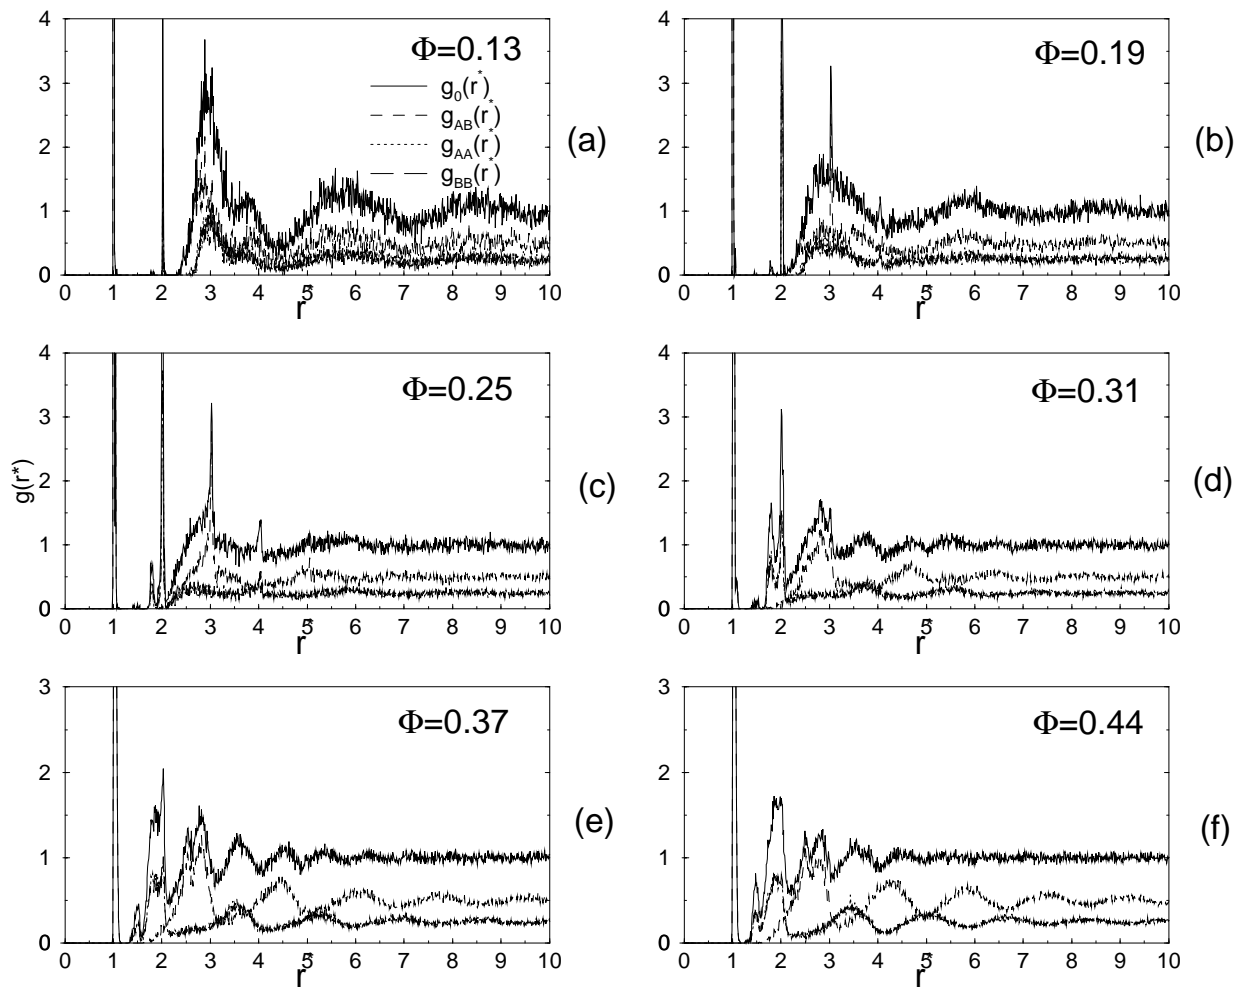 Φ=0.13
g0(r*)
gAB(r*)
gAA(r*)
gBB(r*)
4
3
2
1
0
0 1 2 3 4 5 6 7 8 9 10
r*
(a)
Φ=0.19
4
3
2
1
0
0 1 2 3 4 5 6 7 8 9 10
r*
(b)
Φ=0.25
g(r*)
4
3
2
1
0
0 1 2 3 4 5 6 7 8 9 10
r*
(c)
Φ=0.31
4
3
2
1
0
0 1 2 3 4 5 6 7 8 9 10
r*
(d)
Φ=0.37
3
2
1
0
0 1 2 3 4 5 6 7 8 9 10
r*
(e)
Φ=0.44
3
2
1
0
0 1 2 3 4 5 6 7 8 9 10
r*
(f)